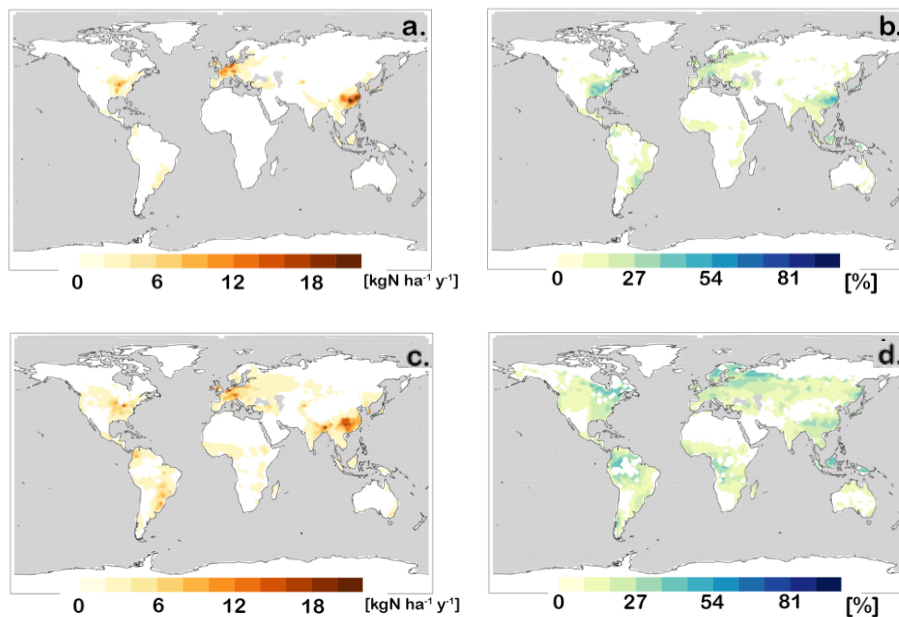 a.
0 6 12 18 [kgN ha⁻¹ y⁻¹]
b.
0 27 54 81 [%]
c.
0 6 12 18 [kgN ha⁻¹ y⁻¹]
d.
0 27 54 81 [%]